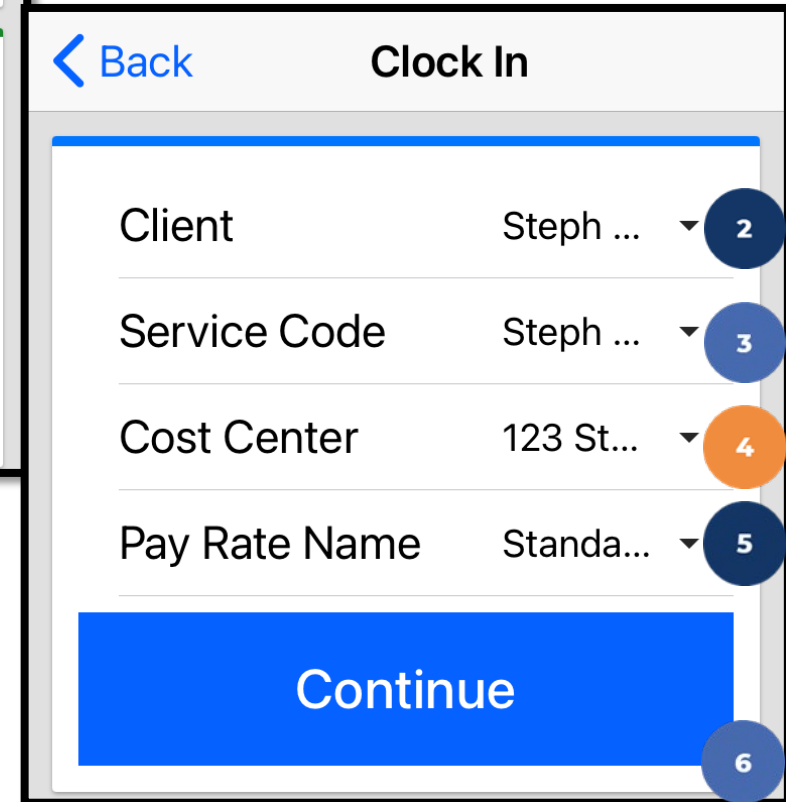 Back Clock In
Client Steph ... 2
Service Code Steph ... 3
Cost Center 123 St... 4
Pay Rate Name Standa... 5
Continue
6